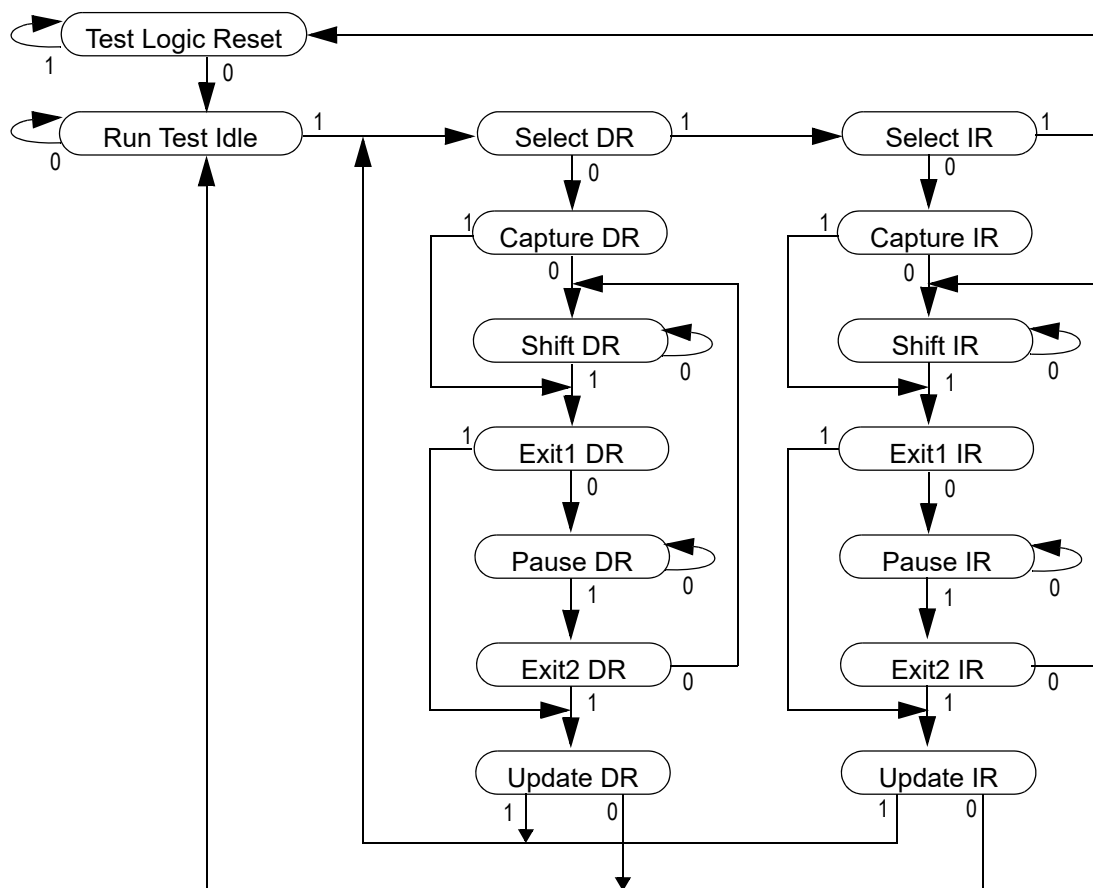 Test Logic Reset
1
0
Run Test Idle
1
Select DR
1
Select IR
1
0
0
0
1
Capture DR
1
Capture IR
0
0
Shift DR
Shift IR
0
0
1
1
1
Exit1 DR
1
Exit1 IR
0
0
Pause DR
Pause IR
0
0
1
1
Exit2 DR
Exit2 IR
0
0
1
1
Update DR
Update IR
1
0
1
0